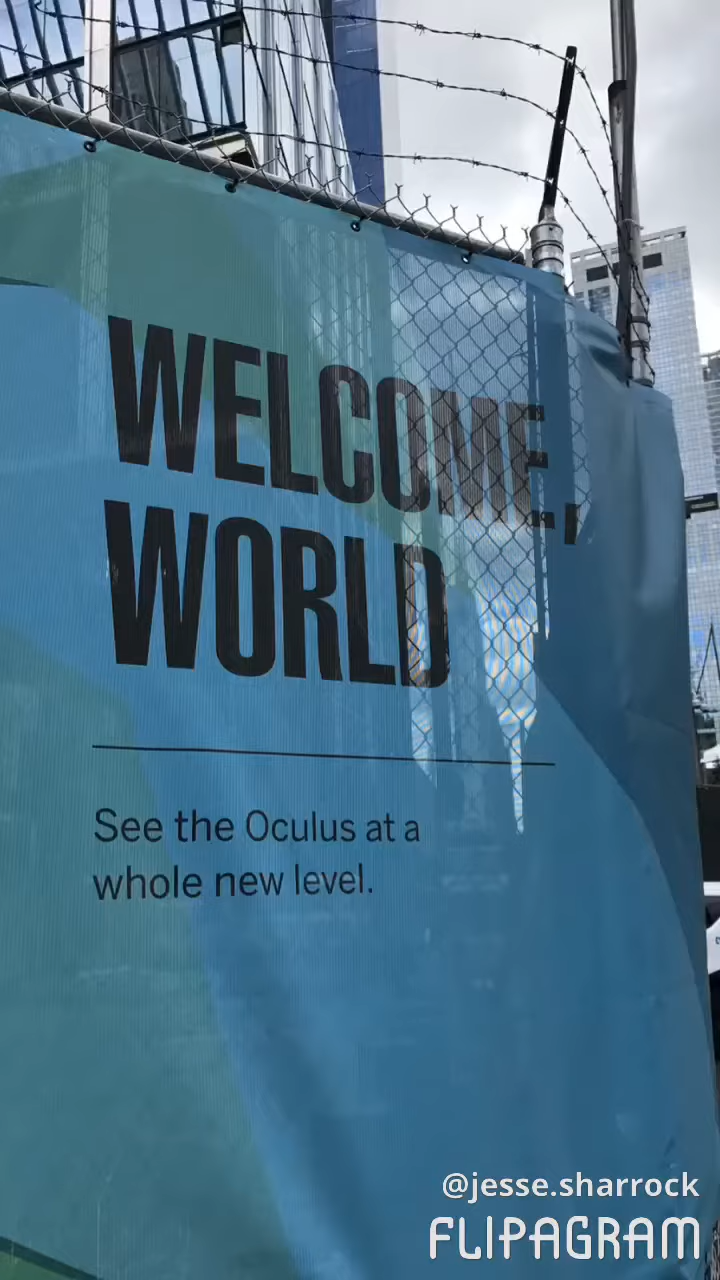 WELCOME,
WORLD
See the Oculus at a
whole new level.
@jesse.sharrock
FLIPAGRAM